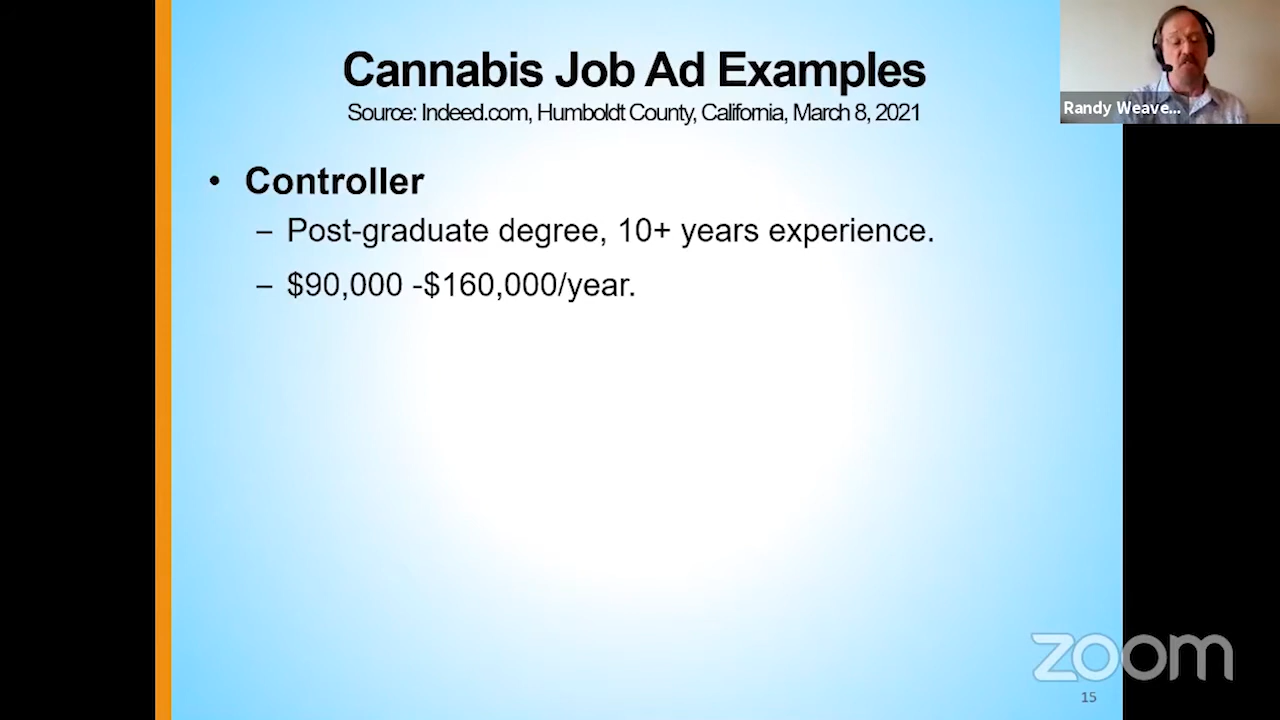 Cannabis Job Ad Examples
Source: Indeed.com, Humboldt County, California, March 8, 2021
Randy Weave...
• Controller
– Post-graduate degree, 10+ years experience.
– $90,000 -$160,000/year.
zoom
15